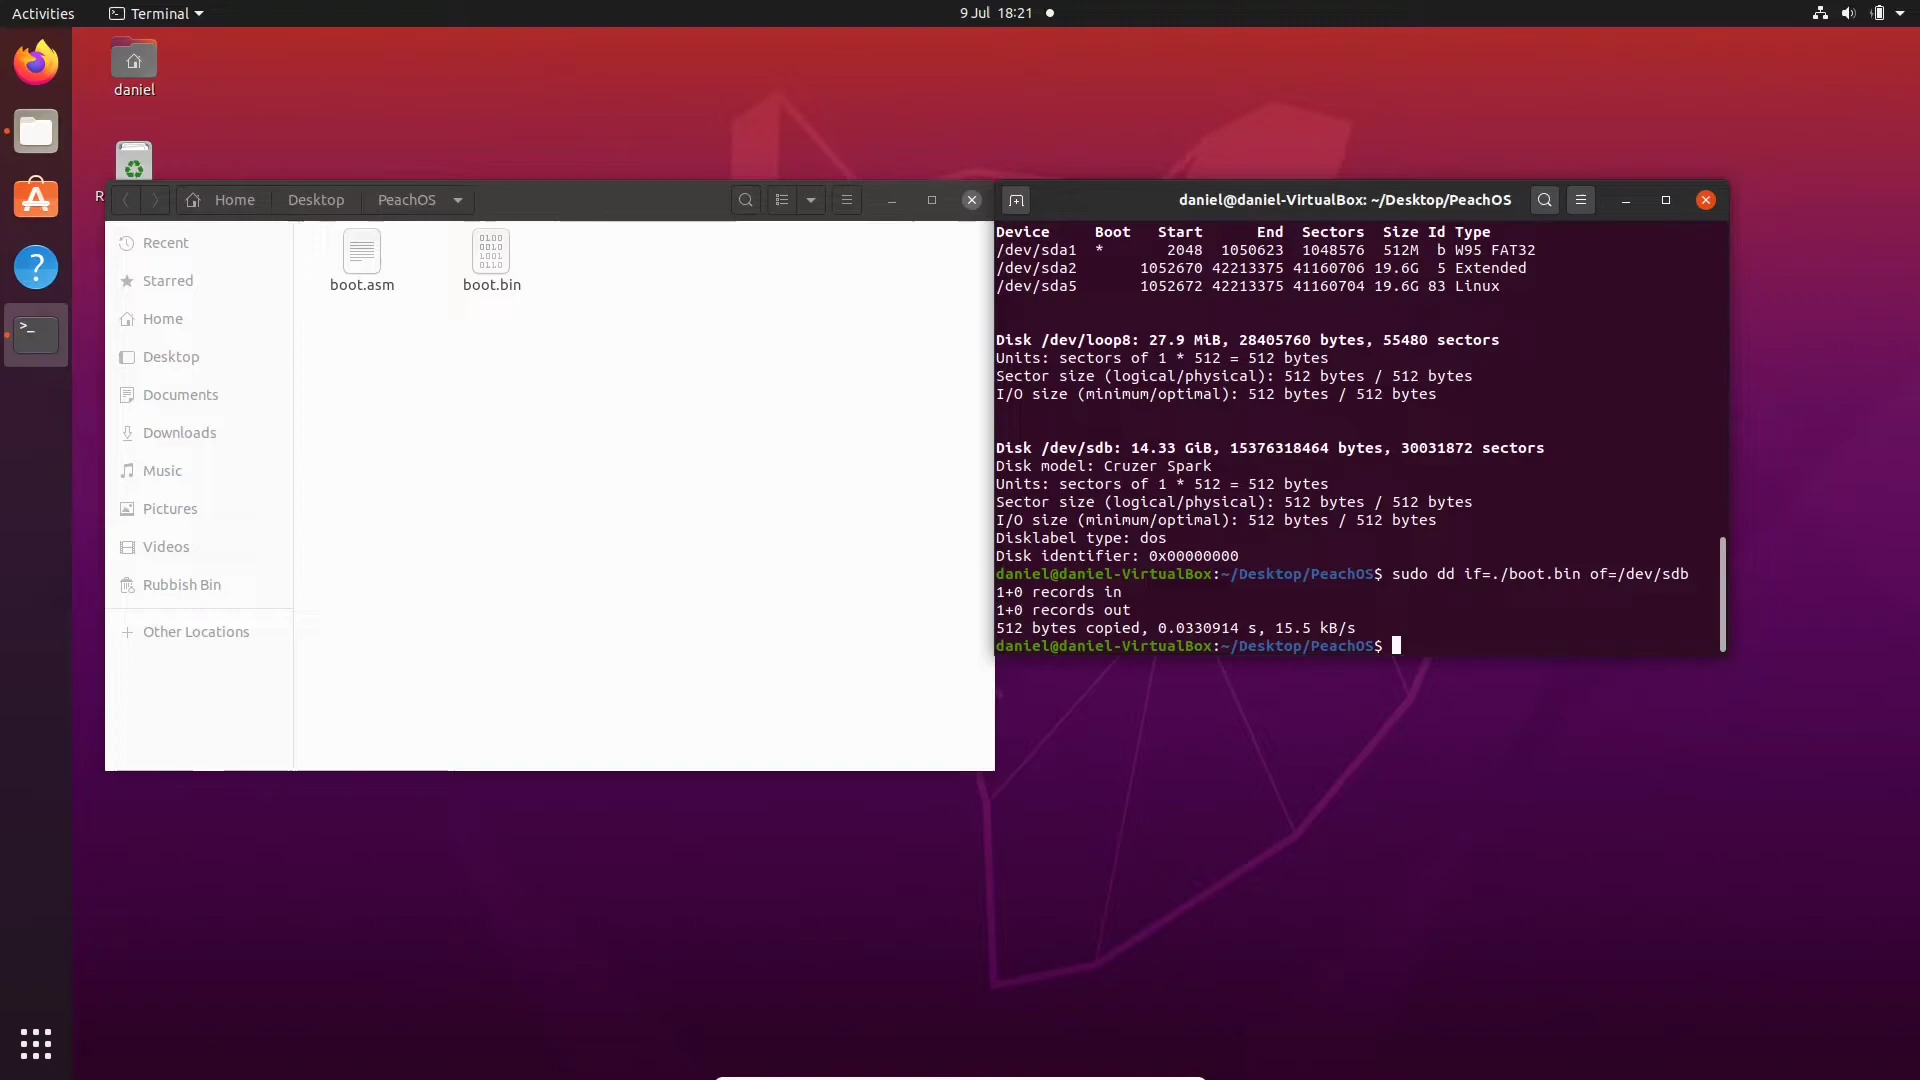 Activities
Terminal
9 Jul 18:21
daniel
R
Home
Desktop
PeachOS
daniel@daniel-VirtualBox: ~/Desktop/PeachOS
Recent
Starred
Home
Desktop
Documents
Downloads
Music
Pictures
Videos
Rubbish Bin
Other Locations
0100
0010
1001
0110
boot.asm
boot.bin
Device Boot Start End Sectors Size Id Type
/dev/sda1 * 2048 1050623 1048576 512M b W95 FAT32
/dev/sda2 1052670 42213375 41160706 19.6G 5 Extended
/dev/sda5 1052672 42213375 41160704 19.6G 83 Linux
Disk /dev/loop8: 27.9 MiB, 28405760 bytes, 55480 sectors
Units: sectors of 1 * 512 = 512 bytes
Sector size (logical/physical): 512 bytes / 512 bytes
I/O size (minimum/optimal): 512 bytes / 512 bytes
Disk /dev/sdb: 14.33 GiB, 15376318464 bytes, 30031872 sectors
Disk model: Cruzer Spark
Units: sectors of 1 * 512 = 512 bytes
Sector size (logical/physical): 512 bytes / 512 bytes
I/O size (minimum/optimal): 512 bytes / 512 bytes
Disklabel type: dos
Disk identifier: 0x00000000
daniel@daniel-VirtualBox:~/Desktop/PeachOS$ sudo dd if=./boot.bin of=/dev/sdb
1+0 records in
1+0 records out
512 bytes copied, 0.0330914 s, 15.5 kB/s
daniel@daniel-VirtualBox:~/Desktop/PeachOS$